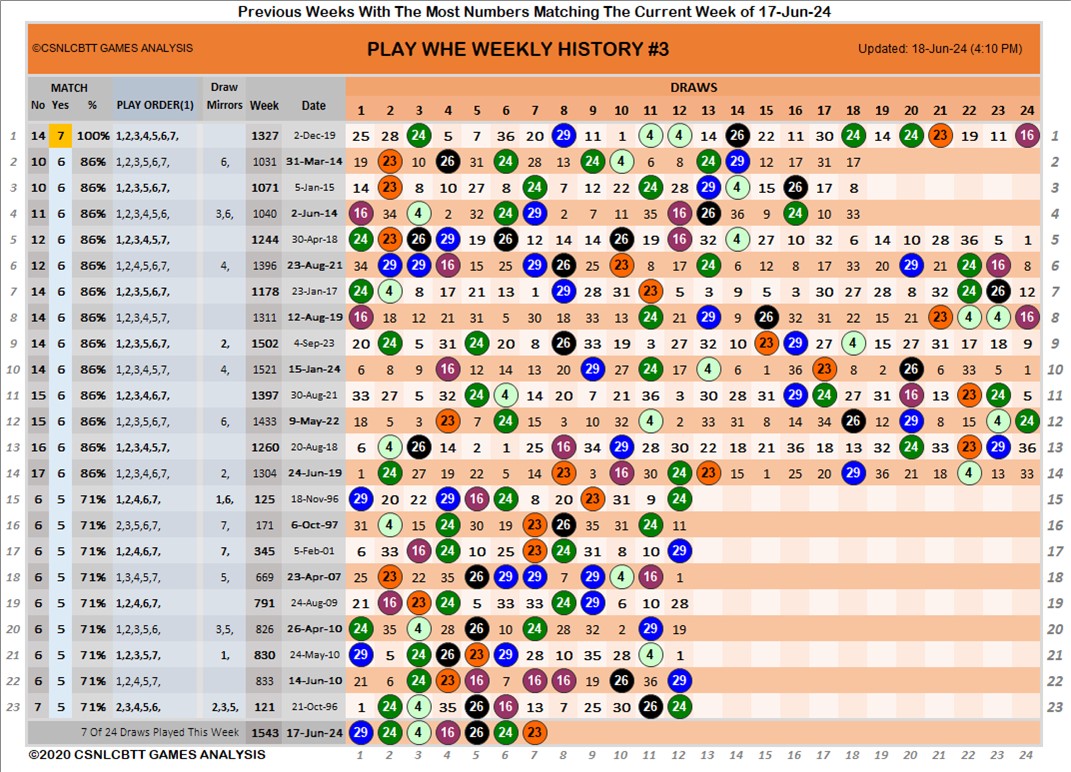 Previous Weeks With The Most Numbers Matching The Current Week of 17-Jun-24
©CSNLCBTT GAMES ANALYSIS PLAY WHE WEEKLY HISTORY #3 Updated: 18-Jun-24 (4:10 PM)
MATCH Draw DRAWS
No Yes % PLAY ORDER(1) Mirrors Week Date 1 2 3 4 5 6 7 8 9 10 11 12 13 14 15 16 17 18 19 20 21 22 23 24
1 14 7 100% 1,2,3,4,5,6,7, 1327 2-Dec-19 25 28 24 5 7 36 20 29 11 1 4 4 14 26 22 11 30 24 14 24 23 19 11 16 1
2 10 6 86% 1,2,3,5,6,7, 6, 1031 31-Mar-14 19 23 10 26 31 24 28 13 24 4 6 8 24 29 12 17 31 17 2
3 10 6 86% 1,2,3,5,6,7, 1071 5-Jan-15 14 23 8 10 27 8 24 7 12 22 24 28 29 4 15 26 17 8 3
4 11 6 86% 1,2,3,4,5,6, 3,6, 1040 2-Jun-14 16 34 4 2 32 24 29 2 7 11 35 16 26 36 9 24 10 33 4
5 12 6 86% 1,2,3,4,5,7, 1244 30-Apr-18 24 23 26 29 19 26 12 14 14 26 19 16 32 4 27 10 32 6 14 10 28 36 5 1 5
6 12 6 86% 1,2,4,5,6,7, 4, 1396 23-Aug-21 34 29 29 16 15 25 29 26 25 23 8 17 24 6 12 8 17 33 20 29 21 24 16 8 6
7 14 6 86% 1,2,3,5,6,7, 1178 23-Jan-17 24 4 8 17 21 13 1 29 28 31 23 5 3 9 5 3 30 27 28 8 32 24 26 12 7
8 14 6 86% 1,2,3,4,5,7, 1311 12-Aug-19 16 18 12 21 31 5 30 18 33 11 24 21 29 9 26 32 31 22 15 21 23 4 4 16 8
9 14 6 86% 1,2,3,5,6,7, 2, 1502 4-Sep-23 20 24 5 31 24 20 8 26 33 19 3 27 32 10 23 29 27 4 15 27 31 17 18 9 9
10 14 6 86% 1,2,3,4,5,7, 4, 1521 15-Jan-24 6 8 9 16 12 14 13 20 29 27 24 17 4 6 1 36 23 8 2 26 6 33 5 1 10
11 15 6 86% 1,2,3,4,6,7, 1397 30-Aug-21 33 27 5 32 24 4 14 20 7 21 36 3 30 28 31 29 24 27 31 16 13 23 24 5 11
12 15 6 86% 1,2,3,5,6,7, 6, 1433 9-May-22 18 5 3 23 7 24 15 3 10 32 4 2 33 31 8 14 34 26 12 29 8 15 4 24 12
13 16 6 86% 1,2,3,4,5,7, 1260 20-Aug-18 6 4 26 14 2 1 25 16 34 29 28 30 22 18 21 36 18 13 32 24 33 23 29 36 13
14 17 6 86% 1,2,3,4,6,7, 2, 1304 24-Jun-19 1 24 27 19 22 5 14 23 3 16 30 24 23 15 1 25 20 29 36 21 18 4 13 33 14
15 6 5 71% 1,2,4,6,7, 1,6, 125 18-Nov-96 29 20 22 29 16 24 8 20 23 31 9 24 15
16 6 5 71% 2,3,5,6,7, 7, 171 6-Oct-97 31 4 15 24 30 19 23 26 35 31 24 11 16
17 6 5 71% 1,2,4,6,7, 7, 345 5-Feb-01 6 33 16 24 10 25 23 24 31 8 10 29 17
18 6 5 71% 1,3,4,5,7, 5, 669 23-Apr-07 25 23 22 35 26 29 29 7 29 4 16 1 18
19 6 5 71% 1,2,4,6,7, 791 24-Aug-09 21 16 23 24 5 33 33 24 29 6 10 28 19
20 6 5 71% 1,2,3,5,6, 3,5, 826 26-Apr-10 24 35 4 28 26 10 24 28 32 2 29 19 20
21 6 5 71% 1,2,3,5,7, 1, 830 24-May-10 29 5 24 26 23 29 28 10 35 28 4 1 21
22 6 5 71% 1,2,4,5,7, 833 14-Jun-10 21 6 24 23 16 7 16 16 19 26 36 29 22
23 7 5 71% 2,3,4,5,6, 2,3,5, 121 21-Oct-96 1 24 4 35 26 16 13 7 25 30 26 24 23
7 Of 24 Draws Played This Week 1543 17-Jun-24 29 24 4 16 26 24 23
©2020 CSNLCBTT GAMES ANALYSIS 1 2 3 4 5 6 7 8 9 10 11 12 13 14 15 16 17 18 19 20 21 22 23 24